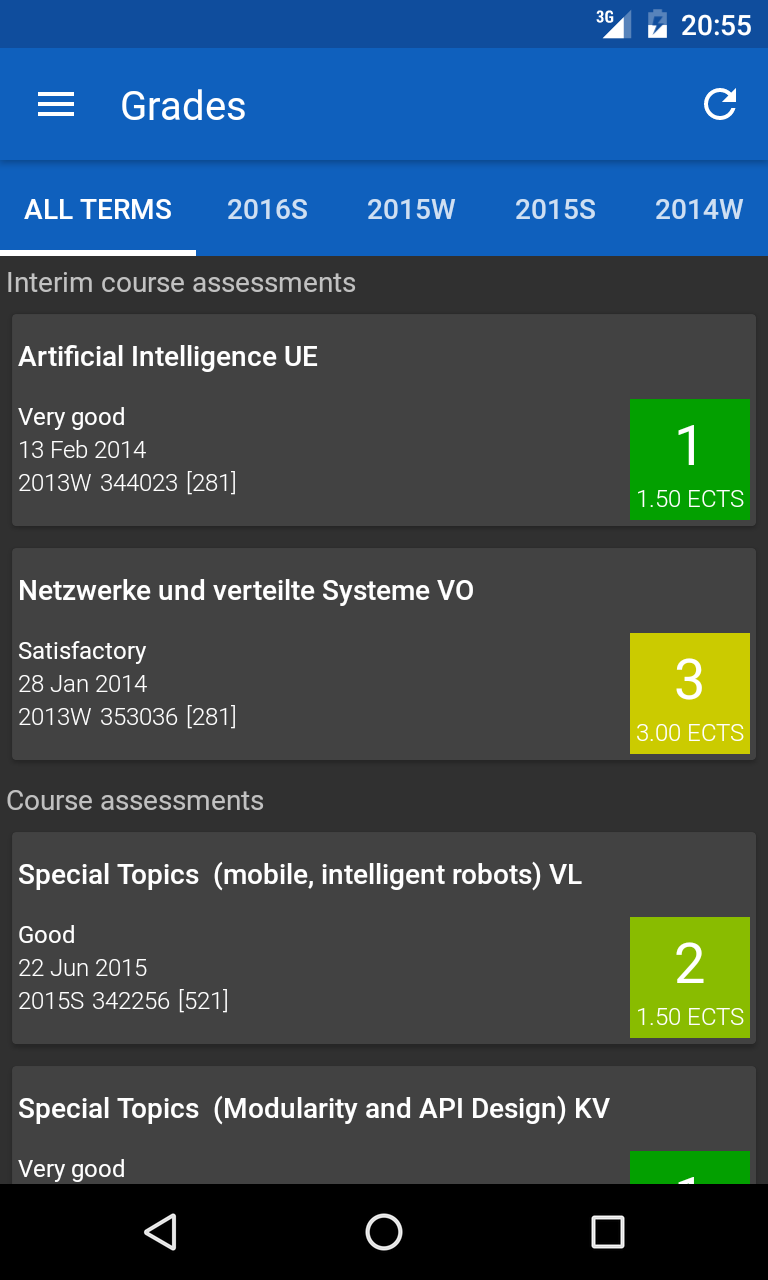 3G 20:55
Grades
ALL TERMS 2016S 2015W 2015S 2014W
Interim course assessments
Artificial Intelligence UE
Very good
13 Feb 2014
2013W 344023 [281]
1
1.50 ECTS
Netzwerke und verteilte Systeme VO
Satisfactory
28 Jan 2014
2013W 353036 [281]
3
3.00 ECTS
Course assessments
Special Topics  (mobile, intelligent robots) VL
Good
22 Jun 2015
2015S 342256 [521]
2
1.50 ECTS
Special Topics  (Modularity and API Design) KV
Very good
1